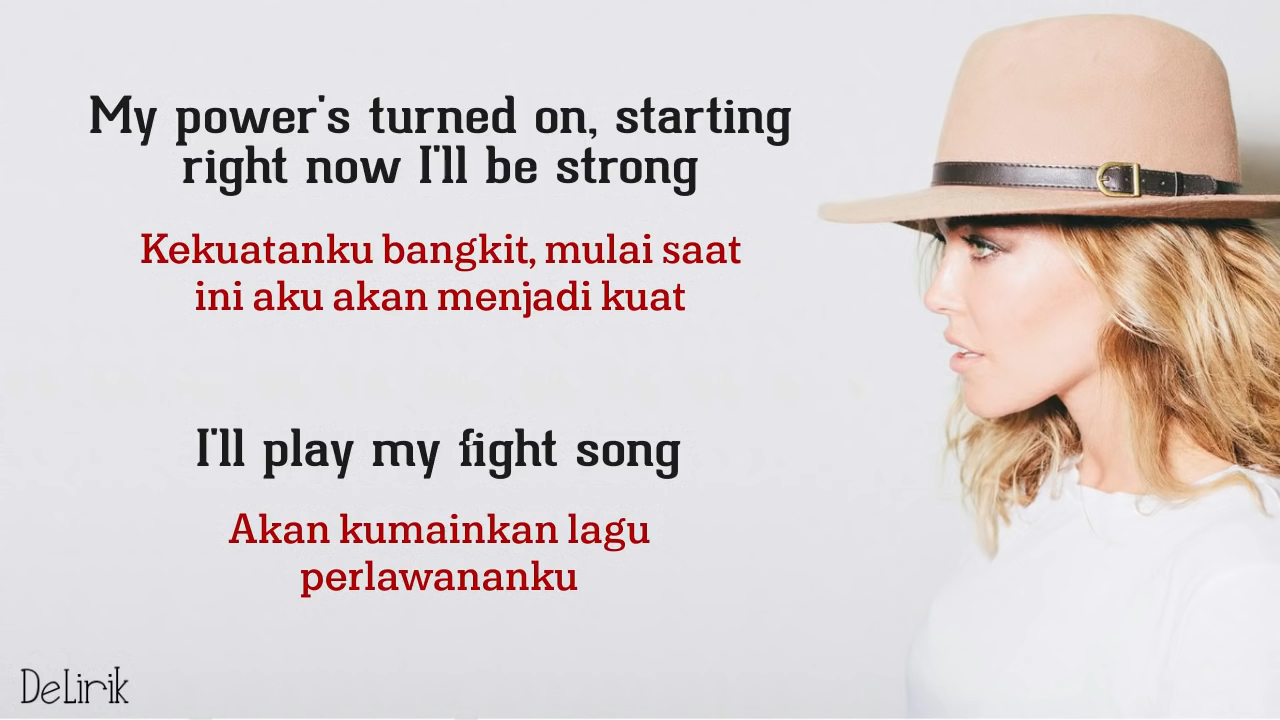 My power's turned on, starting
right now I'll be strong
Kekuatanku bangkit, mulai saat
ini aku akan menjadi kuat
I'll play my fight song
Akan kumainkan lagu
perlawananku
DeLirik